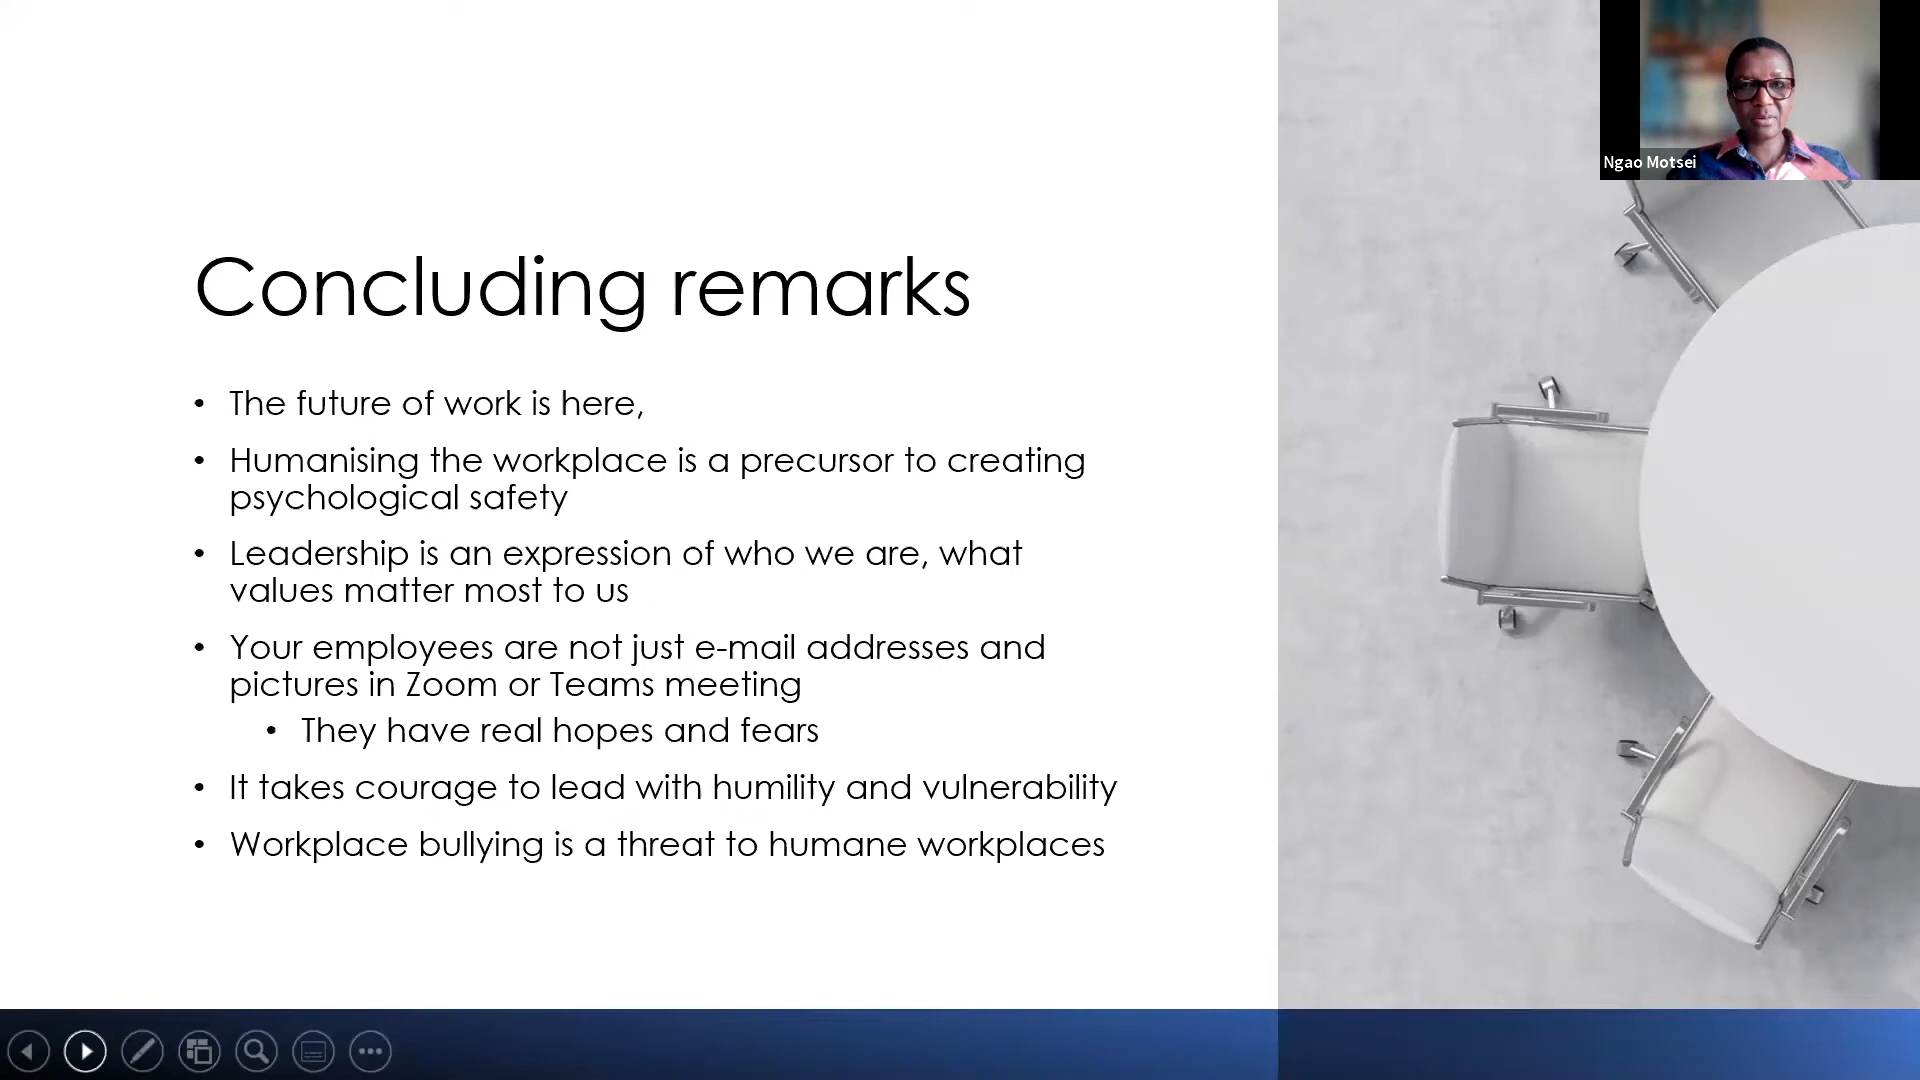 Ngao Motsei
Concluding remarks
• The future of work is here,
• Humanising the workplace is a precursor to creating
psychological safety
• Leadership is an expression of who we are, what
values matter most to us
• Your employees are not just e-mail addresses and
pictures in Zoom or Teams meeting
• They have real hopes and fears
• It takes courage to lead with humility and vulnerability
• Workplace bullying is a threat to humane workplaces